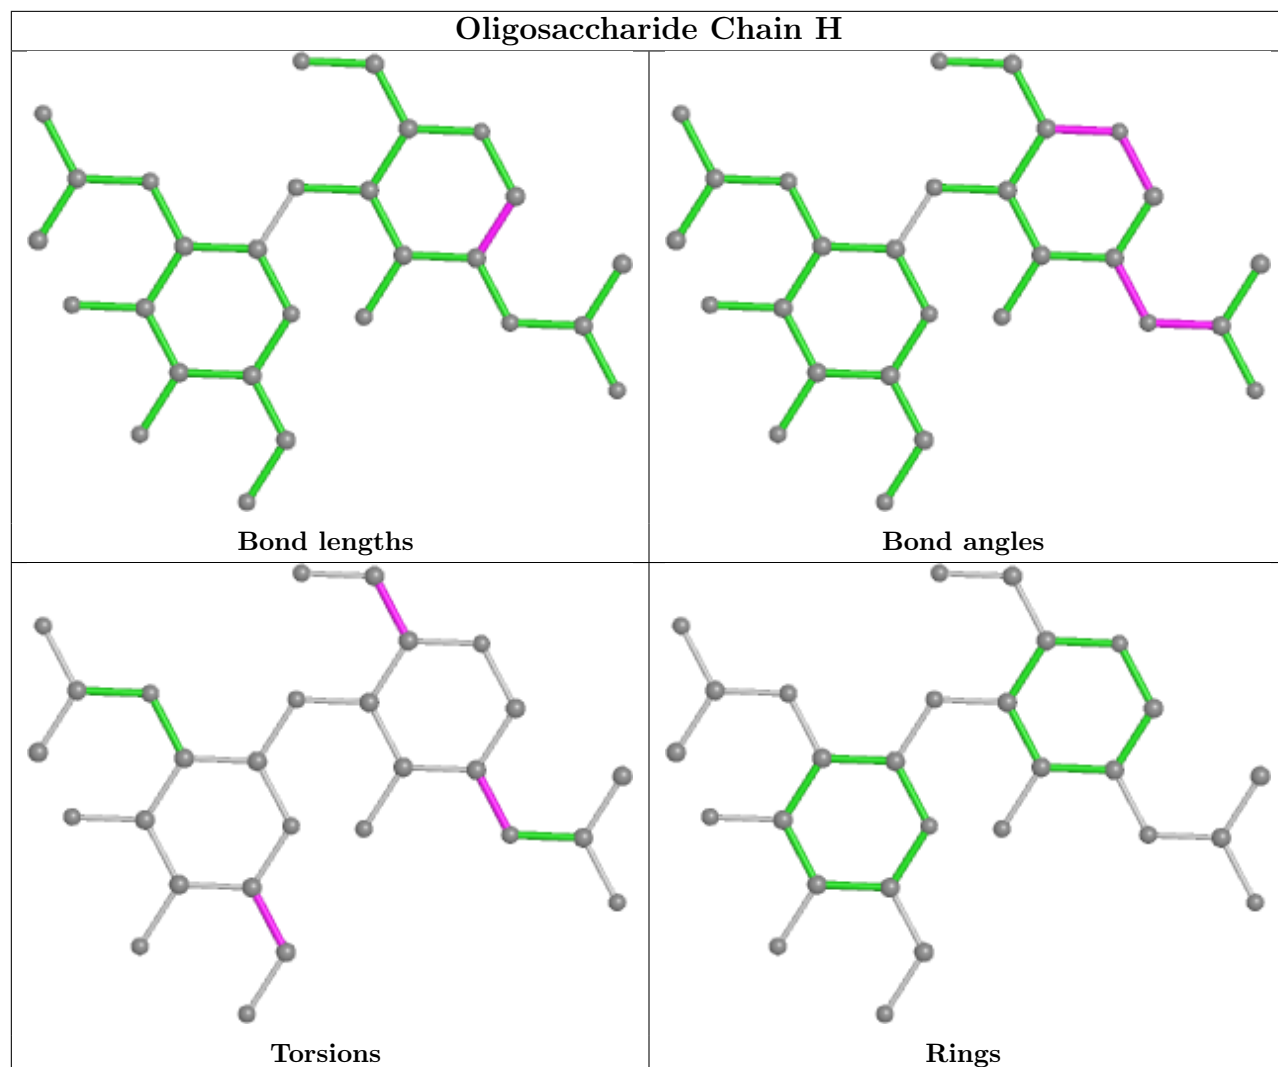 Oligosaccharide Chain H
Bond lengths
Bond angles
Torsions
Rings